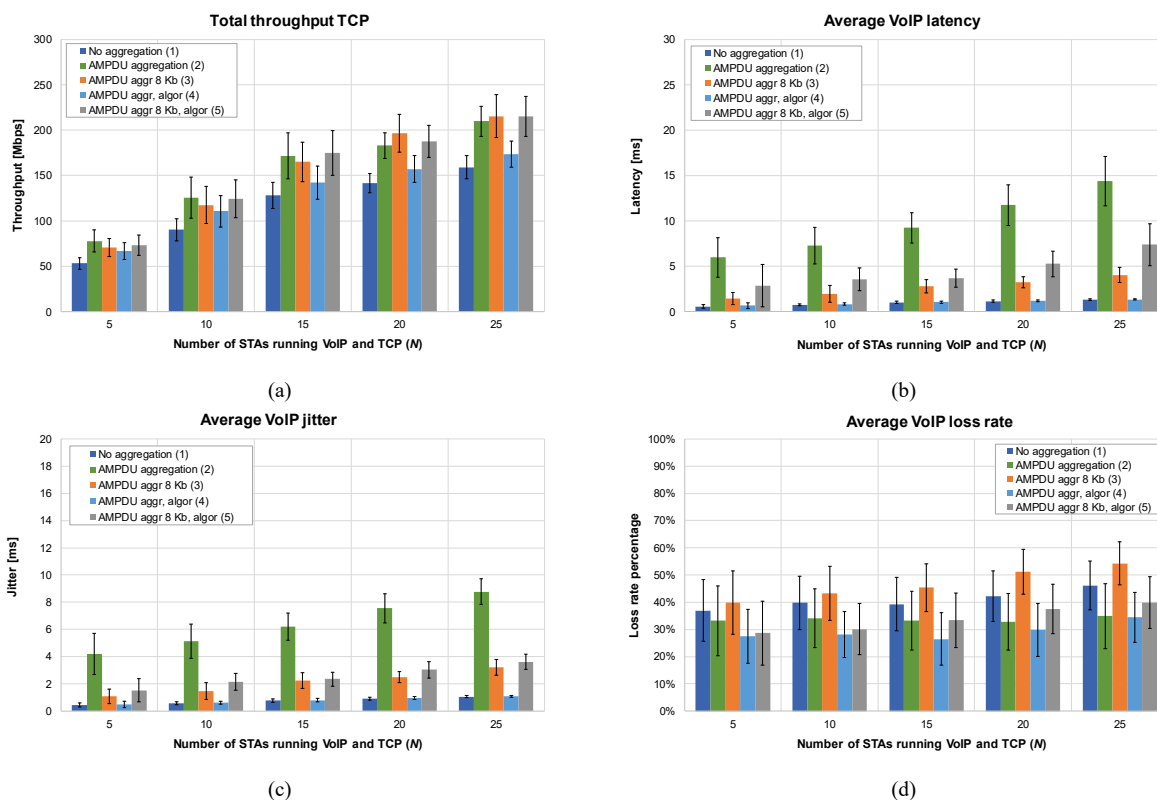 Total throughput TCP
300
250
200
150
100
50
0
Throughput [Mbps]
No aggregation (1)
AMPDU aggregation (2)
AMPDU aggr 8 Kb (3)
AMPDU aggr, algor (4)
AMPDU aggr 8 Kb, algor (5)
5 10 15 20 25
Number of STAs running VoIP and TCP (N)
(a)
Average VoIP latency
30
25
20
15
10
5
0
Latency [ms]
No aggregation (1)
AMPDU aggregation (2)
AMPDU aggr 8 Kb (3)
AMPDU aggr, algor (4)
AMPDU aggr 8 Kb, algor (5)
5 10 15 20 25
Number of STAs running VoIP and TCP (N)
(b)
Average VoIP jitter
20
18
16
14
12
10
8
6
4
2
0
Jitter [ms]
No aggregation (1)
AMPDU aggregation (2)
AMPDU aggr 8 Kb (3)
AMPDU aggr, algor (4)
AMPDU aggr 8 Kb, algor (5)
5 10 15 20 25
Number of STAs running VoIP and TCP (N)
(c)
Average VoIP loss rate
100%
90%
80%
70%
60%
50%
40%
30%
20%
10%
0%
Loss rate percentage
No aggregation (1)
AMPDU aggregation (2)
AMPDU aggr 8 Kb (3)
AMPDU aggr, algor (4)
AMPDU aggr 8 Kb, algor (5)
5 10 15 20 25
Number of STAs running VoIP and TCP (N)
(d)